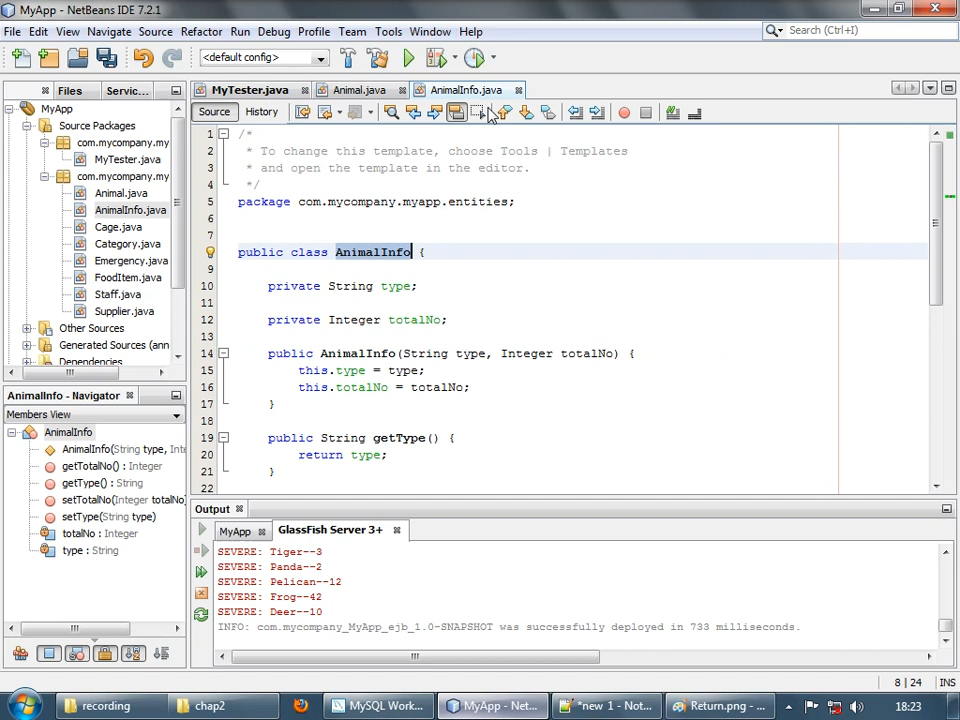 MyApp - NetBeans IDE 7.2.1
File Edit View Navigate Source Refactor Run Debug Profile Team Tools Window Help
Search (Ctrl+I)
<default config>
Files Servic... MyTester.java Animal.java AnimalInfo.java
Source History
MyApp
Source Packages
com.mycompany.my
MyTester.java
com.mycompany.my
Animal.java
AnimalInfo.java
Cage.java
Category.java
Emergency.java
FoodItem.java
Staff.java
Supplier.java
Other Sources
Generated Sources (ann
Dependencies
1 /*
2 * To change this template, choose Tools | Templates
3 * and open the template in the editor.
4 */
5 package com.mycompany.myapp.entities;
6
7
8 public class AnimalInfo {
9
10 private String type;
11
12 private Integer totalNo;
13
14 public AnimalInfo(String type, Integer totalNo) {
15 this.type = type;
16 this.totalNo = totalNo;
17 }
18
19 public String getType() {
20 return type;
21 }
22
AnimalInfo - Navigator
Members View
AnimalInfo
AnimalInfo(String type, Inte
getTotalNo() : Integer
getType() : String
setTotalNo(Integer totalNo)
setType(String type)
totalNo : Integer
type : String
Output
MyApp GlassFish Server 3+
SEVERE: Tiger--3
SEVERE: Panda--2
SEVERE: Pelican--12
SEVERE: Frog--42
SEVERE: Deer--10
INFO: com.mycompany_MyApp_ejb_1.0-SNAPSHOT was successfully deployed in 733 milliseconds.
8 | 24 INS
recording chap2 MySQL Work... MyApp - Net... *new 1 - Not... Return.png - ... 18:23